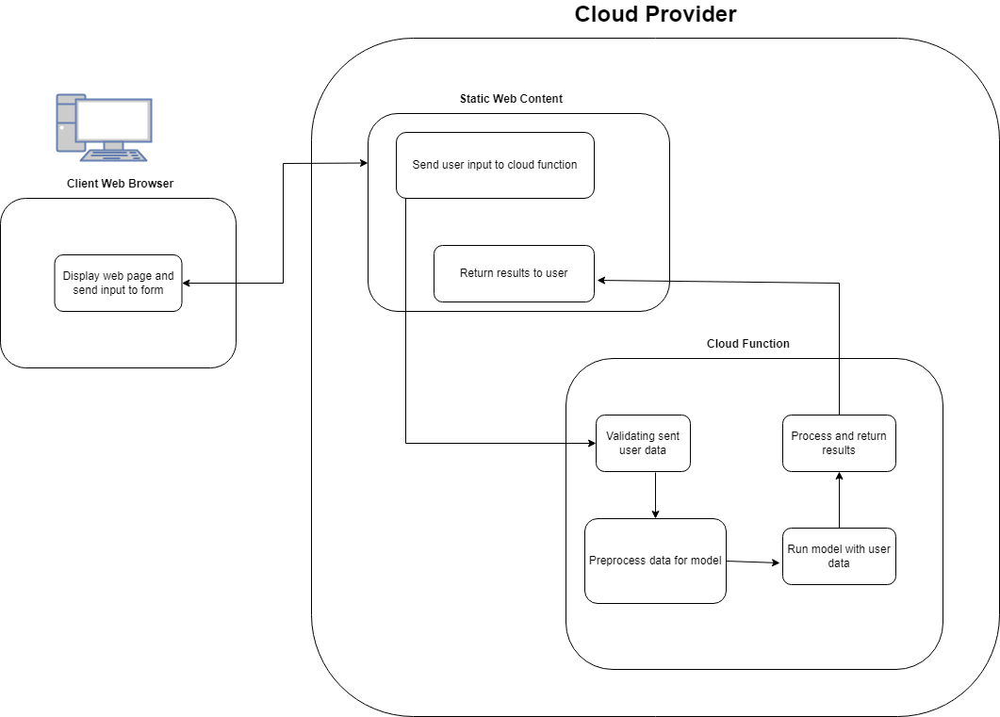 Cloud Provider
Static Web Content
Send user input to cloud function
Client Web Browser
Display web page and
send input to form
Return results to user
Cloud Function
Validating sent
user data
Process and return
results
Preprocess data for model
Run model with user
data